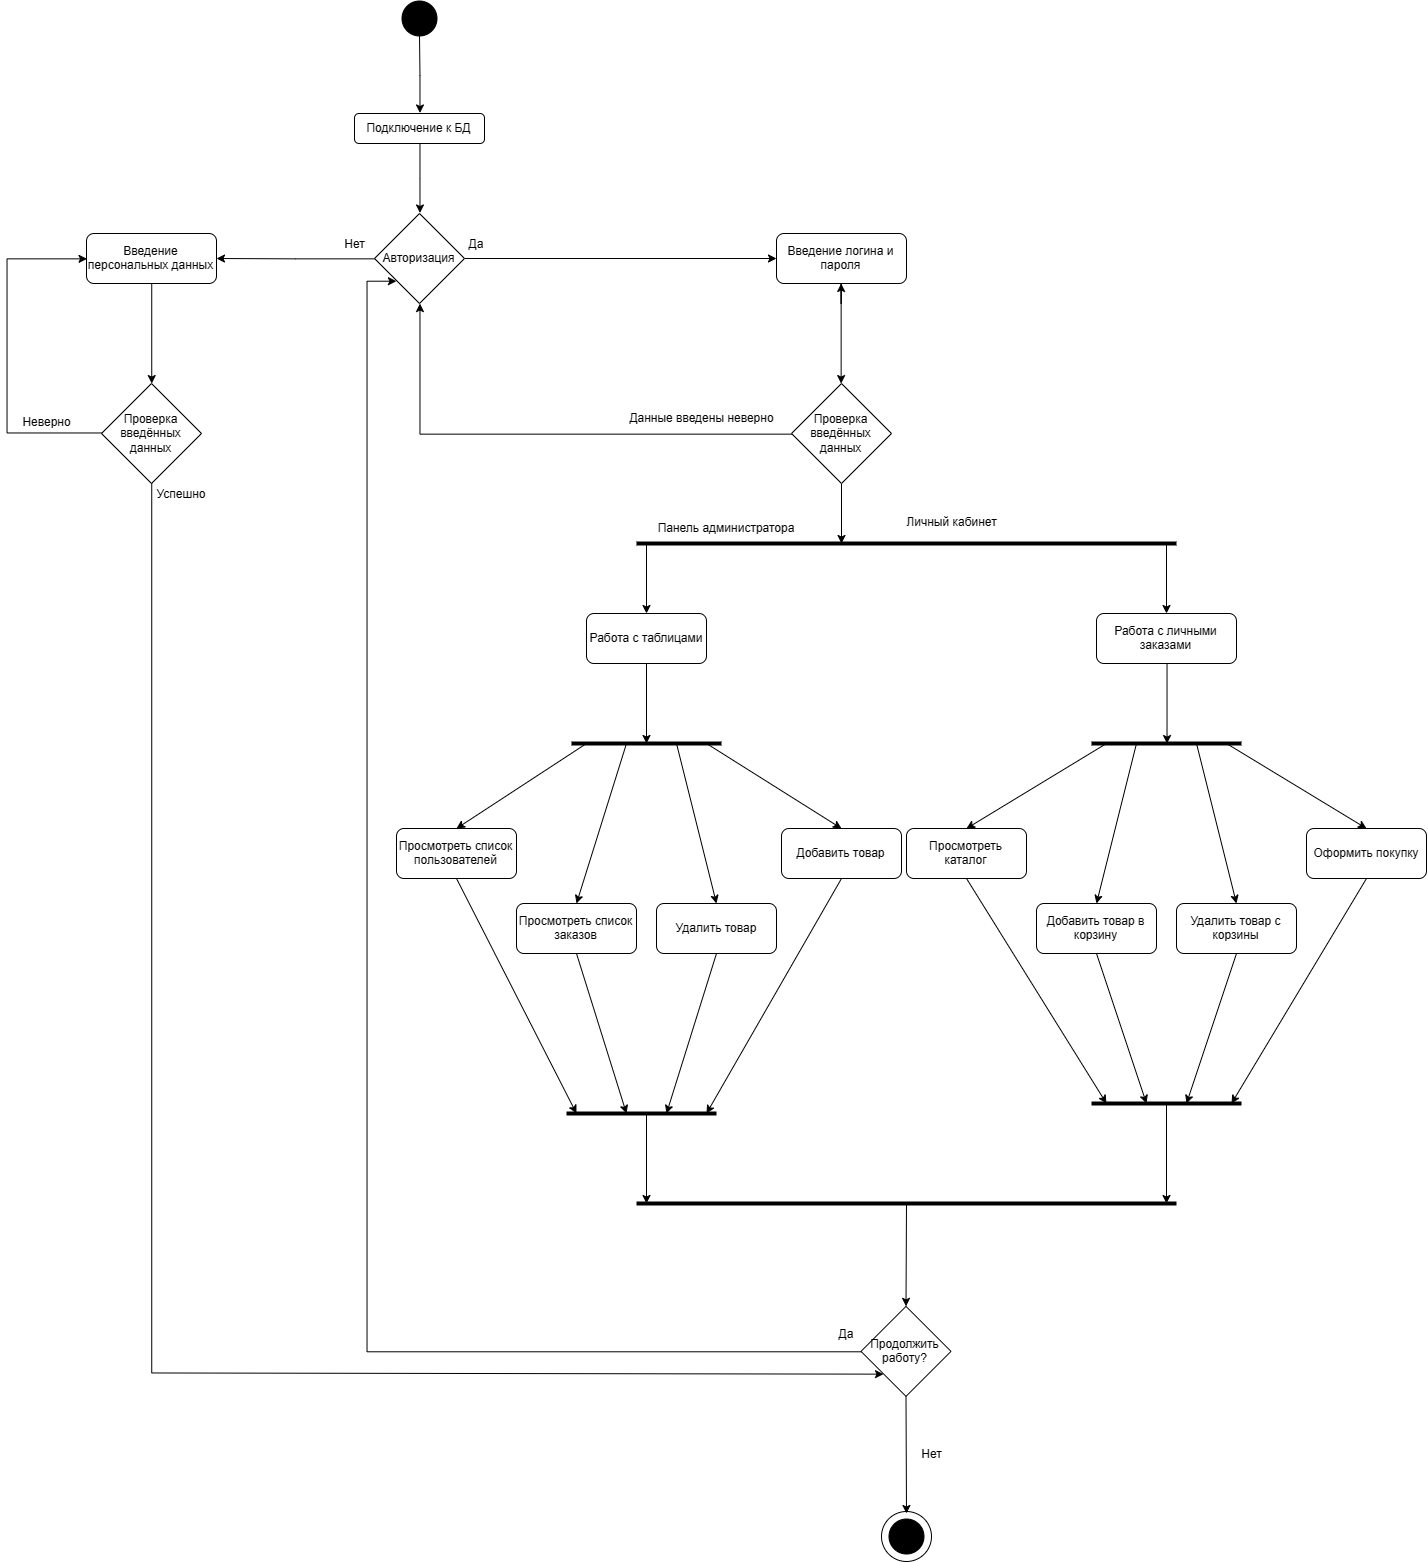 Подключение к БД
Нет
Да
Авторизация
Введение
персональных данных
Введение логина и
пароля
Неверно
Проверка
введённых
данных
Данные введены неверно
Проверка
введённых
данных
Успешно
Панель администратора
Личный кабинет
Работа с таблицами
Работа с личными
заказами
Просмотреть список
пользователей
Добавить товар
Просмотреть
каталог
Оформить покупку
Просмотреть список
заказов
Удалить товар
Добавить товар в
корзину
Удалить товар с
корзины
Да
Продолжить
работу?
Нет